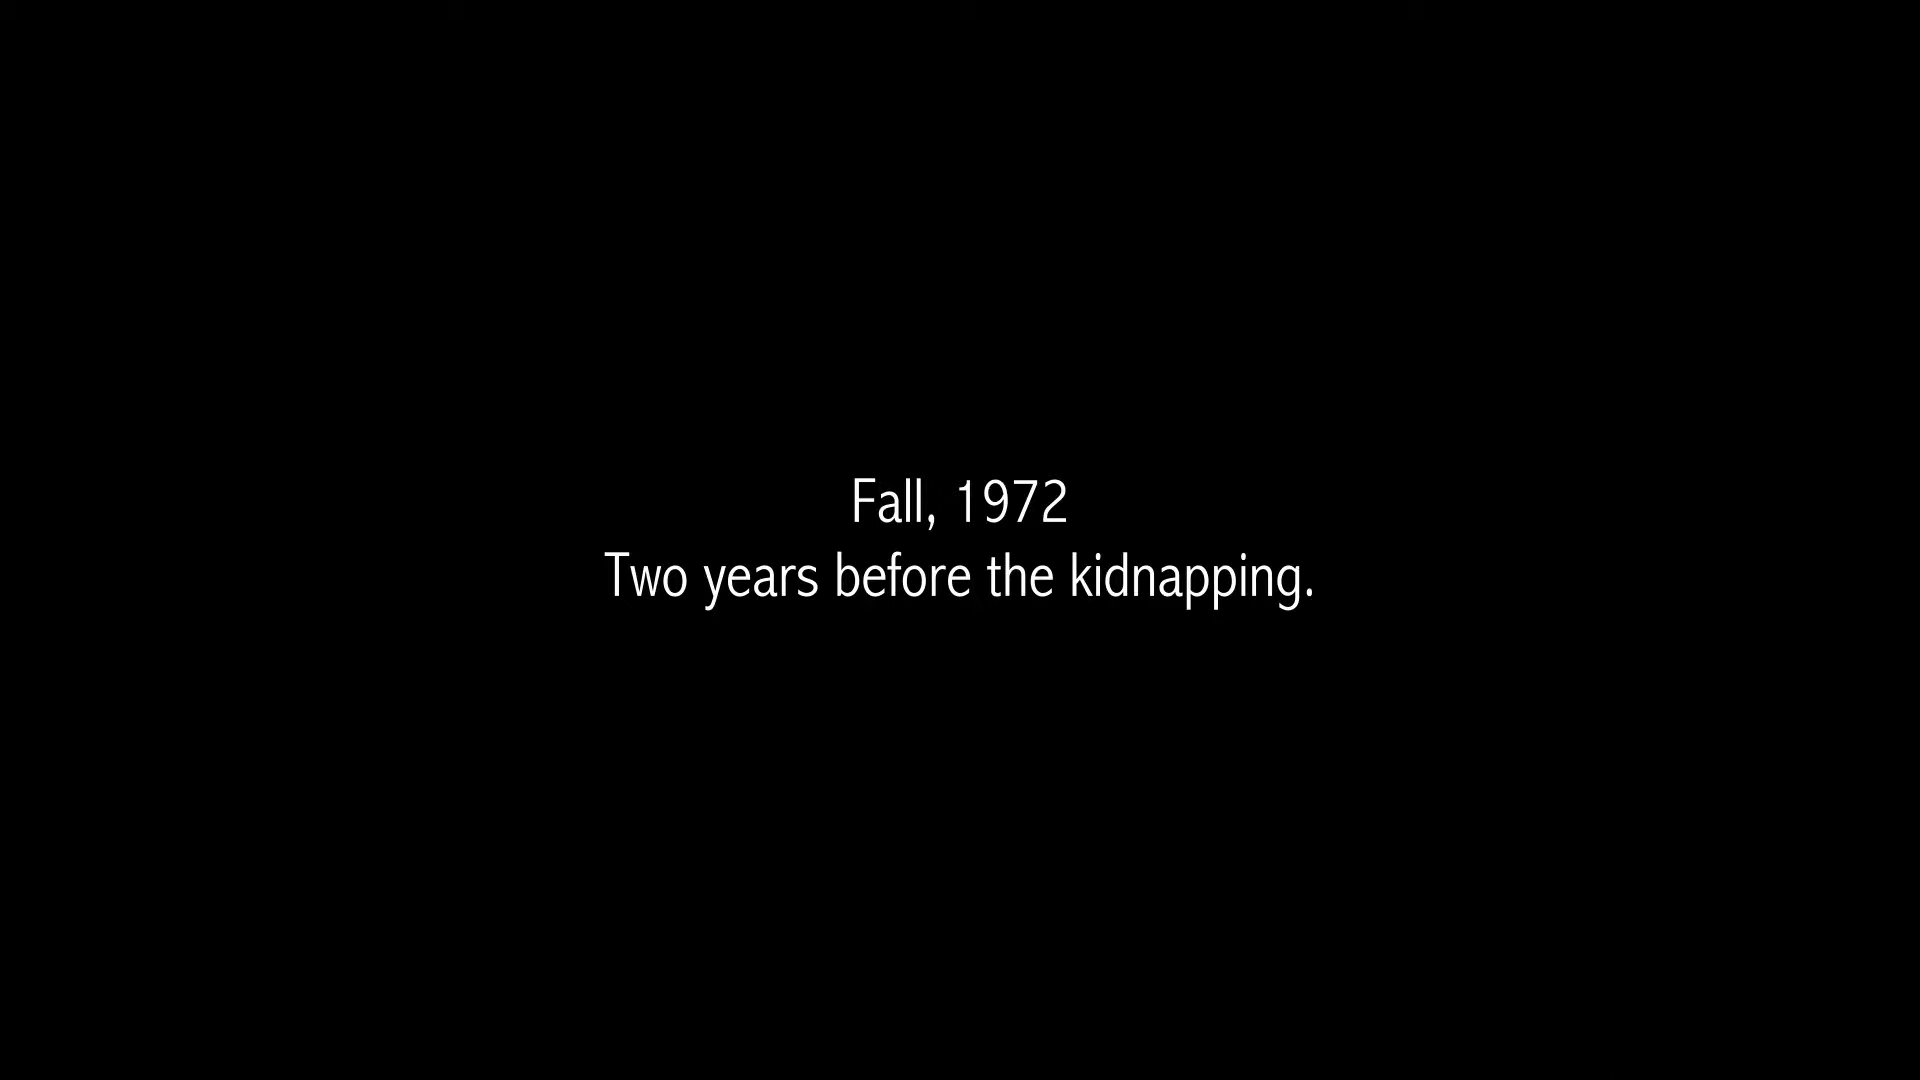 Fall, 1972
Two years before the kidnapping.